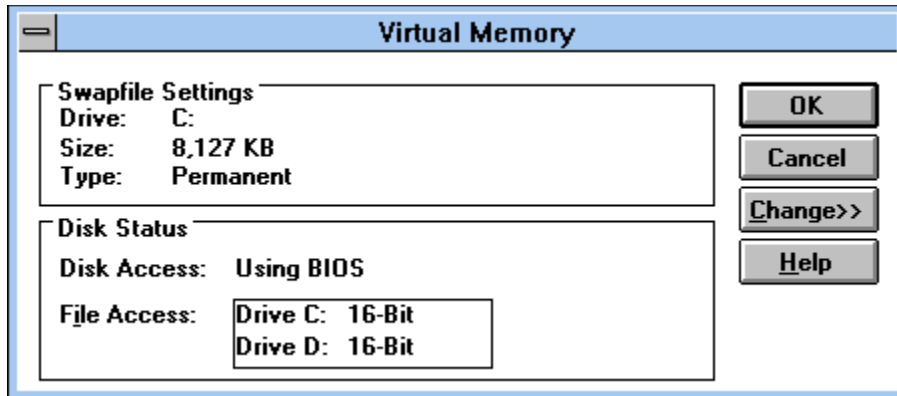 Virtual Memory
Swapfile Settings
Drive: C:
Size: 8,127 KB
Type: Permanent
OK
Cancel
Change>>
Help
Disk Status
Disk Access: Using BIOS
File Access: Drive C: 16-Bit
Drive D: 16-Bit